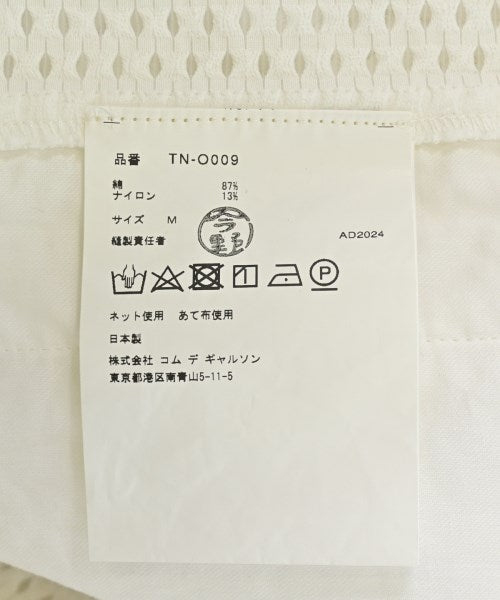 品番 TN-O009
綿 87%
ナイロン 13%
サイズ M
今野
縫製責任者
AD2024
P
ネット使用 あて布使用
日本製
株式会社 コム デ ギャルソン
東京都港区南青山5-11-5